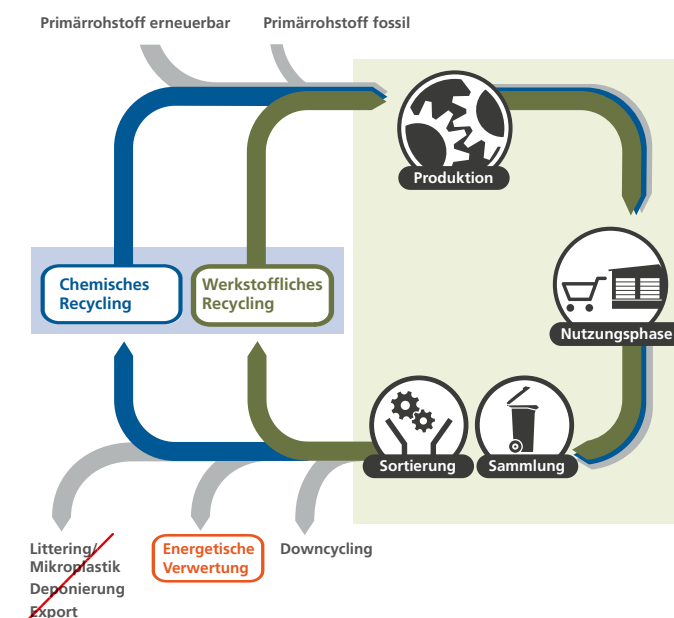 Primärrohstoff erneuerbar
Primärrohstoff fossil
Produktion
Chemisches
Recycling
Werkstoffliches
Recycling
Nutzungsphase
Sortierung
Sammlung
Littering/
Mikroplastik
Deponierung
Export
Energetische
Verwertung
Downcycling